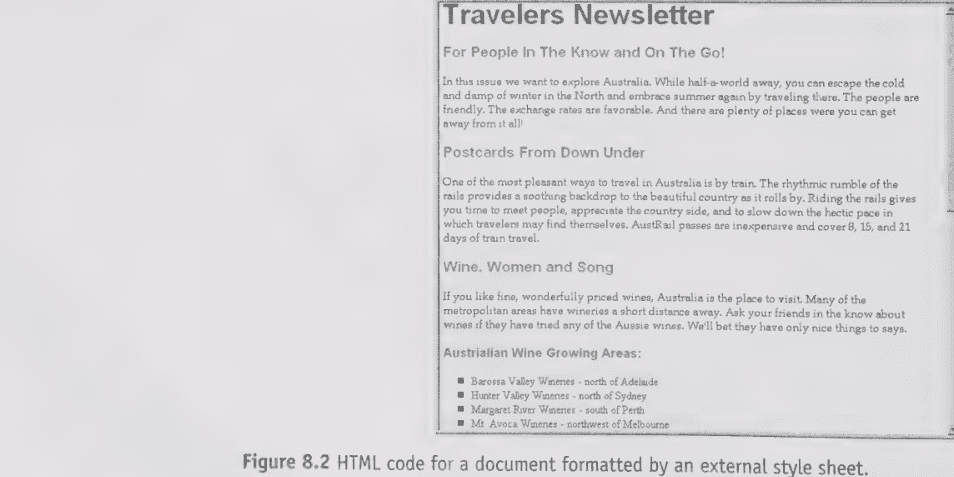 Travelers Newsletter
For People In The Know and On The Go!
In this issue we want to explore Australia. While half-a-world away, you can escape the cold
and damp of winter in the North and embrace summer again by traveling there. The people are
friendly. The exchange rates are favorable. And there are plenty of places were you can get
away from it all!
Postcards From Down Under
One of the most pleasant ways to travel in Australia is by train. The rhythmic rumble of the
rails provides a soothing backdrop to the beautiful country as it rolls by. Riding the rails gives
you time to meet people, appreciate the country side, and to slow down the hectic pace in
which travelers may find themselves. AustRail passes are inexpensive and cover 8, 15, and 21
days of train travel.
Wine, Women and Song
If you like fine, wonderfully priced wines, Australia is the place to visit. Many of the
metropolitan areas have wineries a short distance away. Ask your friends in the know about
wines if they have tried any of the Aussie wines. We'll bet they have only nice things to says.
Austrialian Wine Growing Areas:
■ Barossa Valley Wineries - north of Adelaide
■ Hunter Valley Wineries - north of Sydney
■ Margaret River Wineries - south of Perth
■ Mt Avoca Wineries - northwest of Melbourne
Figure 8.2 HTML code for a document formatted by an external style sheet.